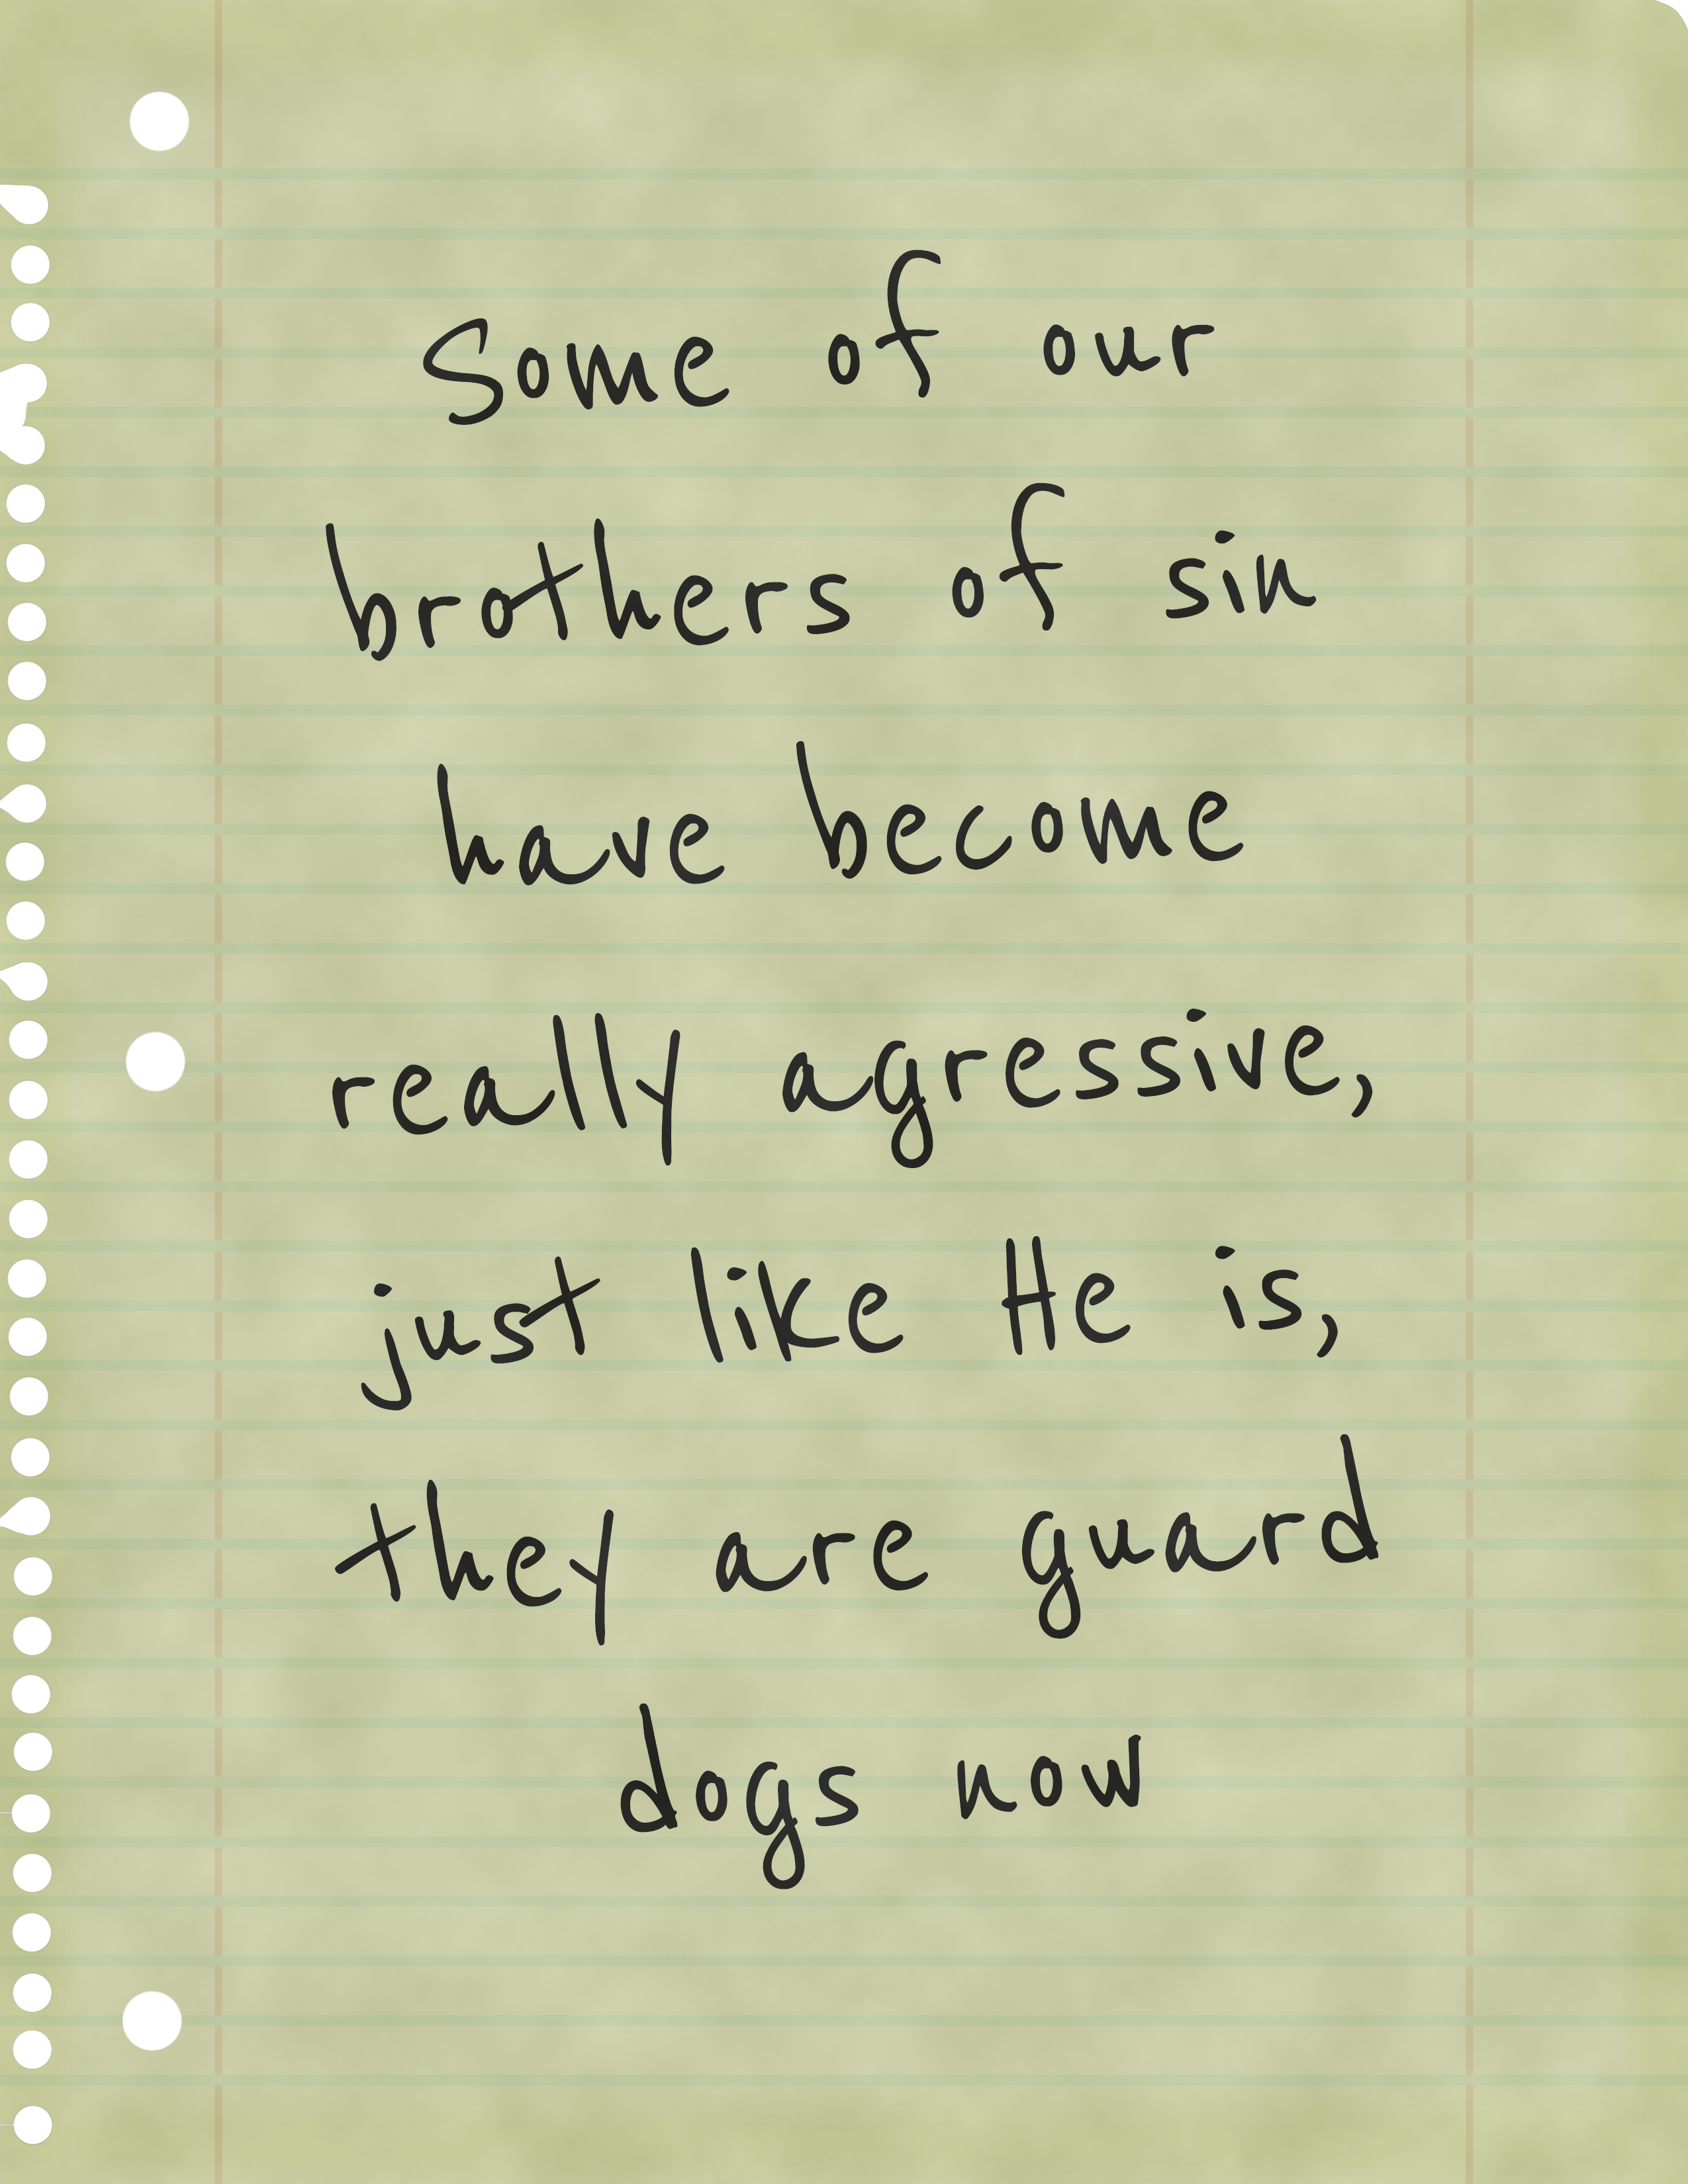 Some of our
brothers of sin
have become
really agressive,
just like He is,
they are guard
dogs now